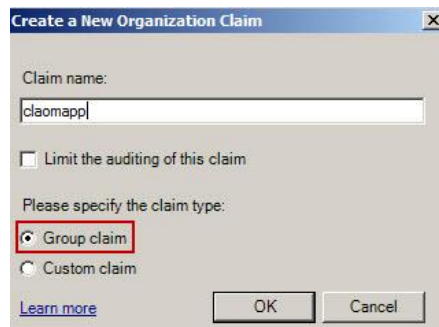 Create a New Organization Claim
Claim name:
claomapp
Limit the auditing of this claim
Please specify the claim type:
Group claim
Custom claim
Learn more
OK
Cancel